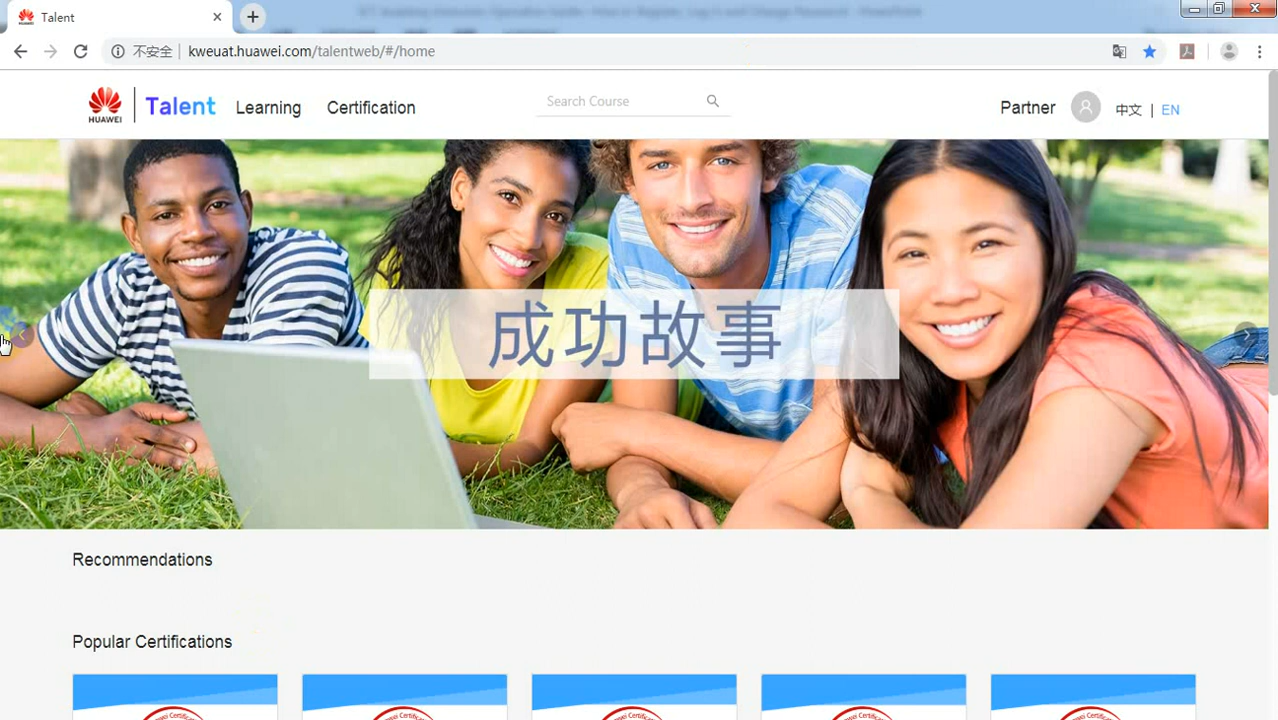 Talent
不安全 | kweuat.huawei.com/talentweb/#/home
HUAWEI
Talent
Learning
Certification
Search Course
Partner
中文 | EN
成功故事
Recommendations
Popular Certifications